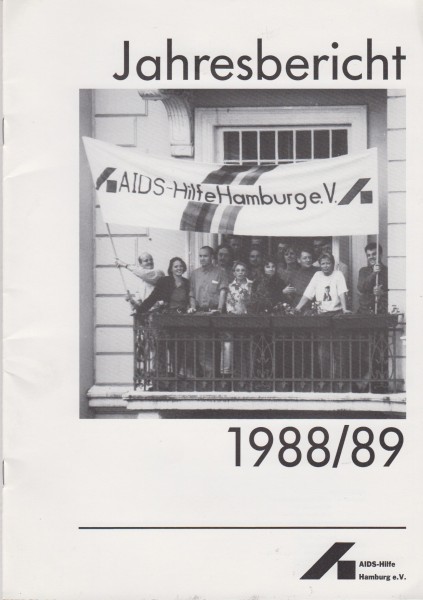 Jahresbericht
AIDS-Hilfe Hamburg e.V.
1988/89
AIDS-Hilfe
Hamburg e.V.